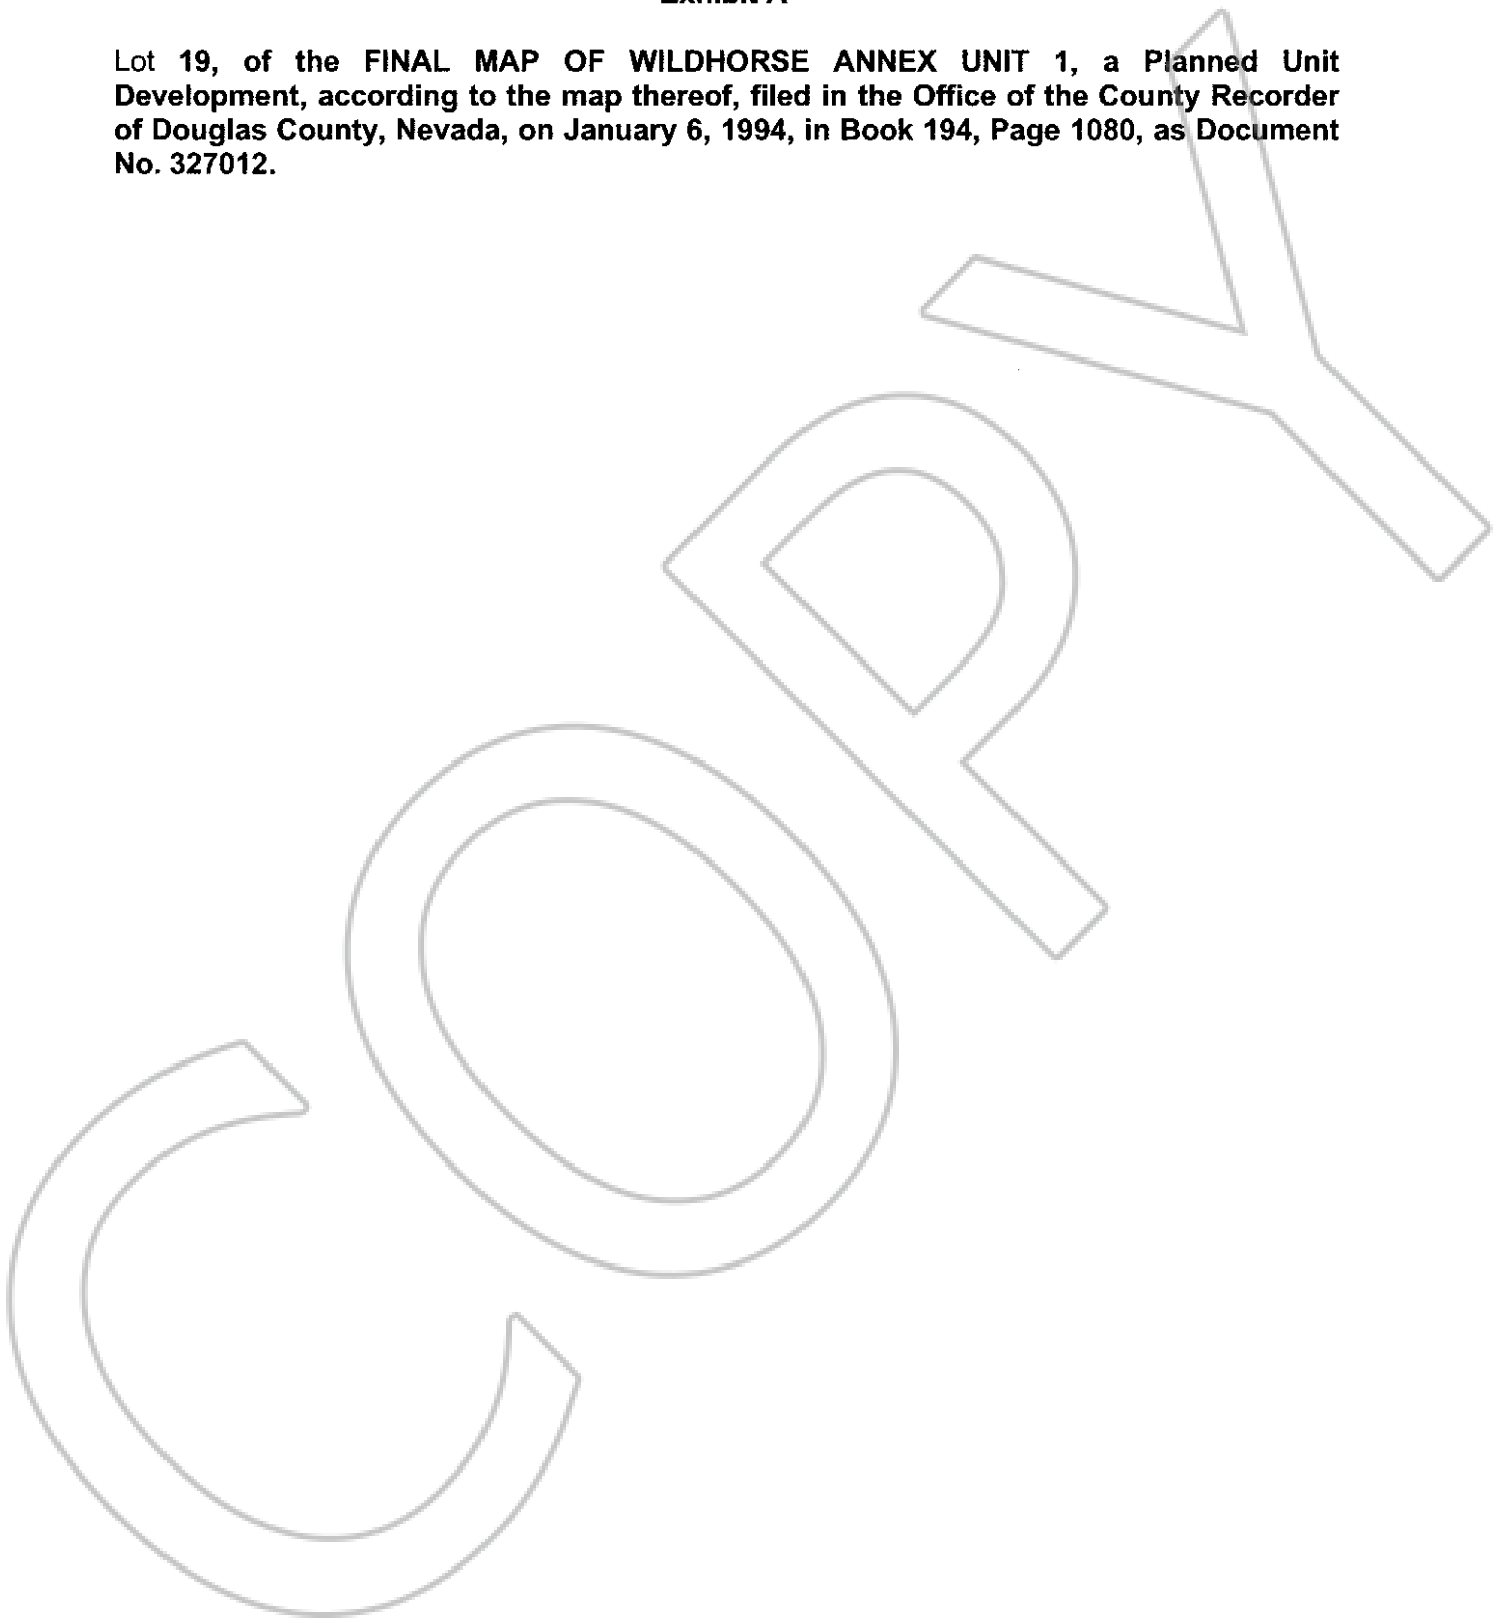 Exhibit A
Lot 19, of the FINAL MAP OF WILDHORSE ANNEX UNIT 1, a Planned Unit
Development, according to the map thereof, filed in the Office of the County Recorder
of Douglas County, Nevada, on January 6, 1994, in Book 194, Page 1080, as Document
No. 327012.
COPY